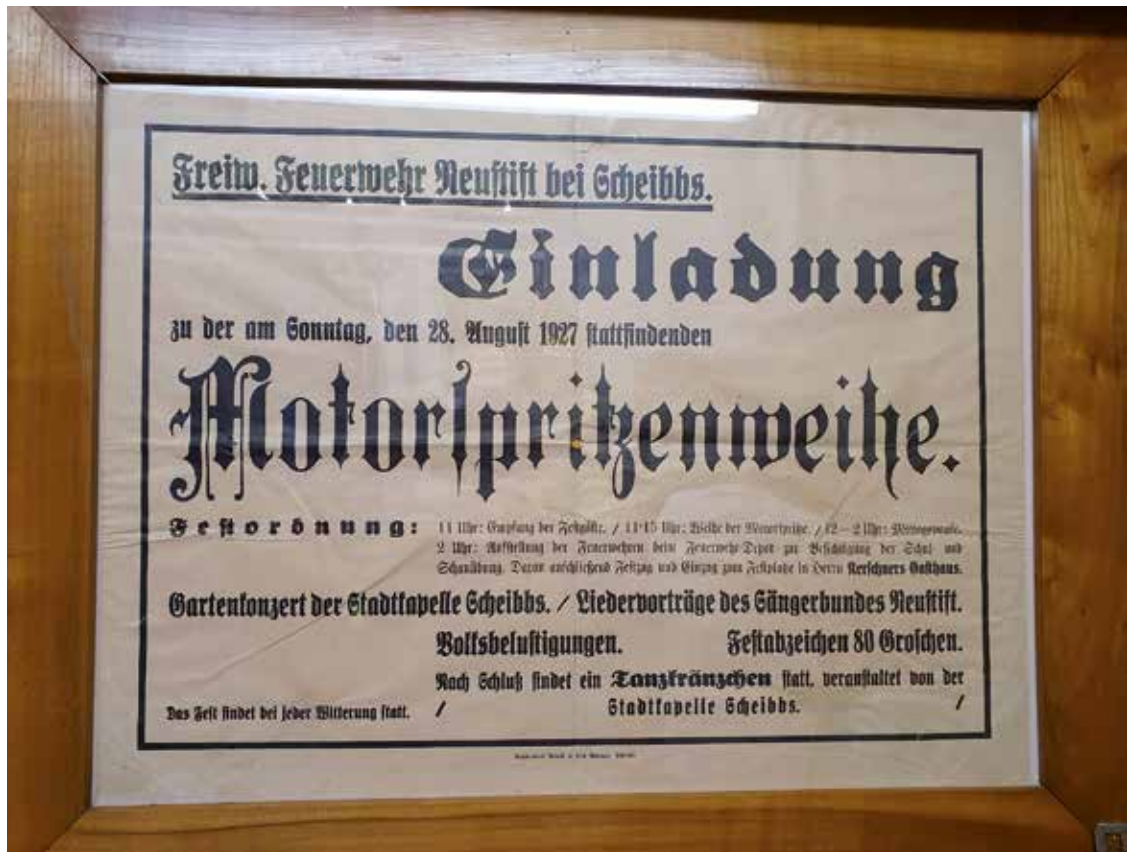 Freiw. Feuerwehr Neustift bei Scheibbs.
Einladung
zu der am Sonntag, den 28. August 1927 stattfindenden
Motorspritzenweihe.
Festordnung:
11 Uhr: Empfang der Festgäste. / 11·15 Uhr: Weihe der Motorspritze. / 12 — 2 Uhr: Mittagspause.
2 Uhr: Aufstellung der Feuerwehren beim Feuerwehr-Depot zur Besichtigung der Schul- und
Schauübung. Daran anschließend Festzug und Einzug zum Festplatze in Herrn Kerschners Gasthaus.
Gartenkonzert der Stadtkapelle Scheibbs. / Liedervorträge des Sängerbundes Neustift.
Volksbelustigungen. Festabzeichen 80 Groschen.
Nach Schluß findet ein Tanzkränzchen statt, veranstaltet von der
Das Fest findet bei jeder Witterung statt. / Stadtkapelle Scheibbs. /